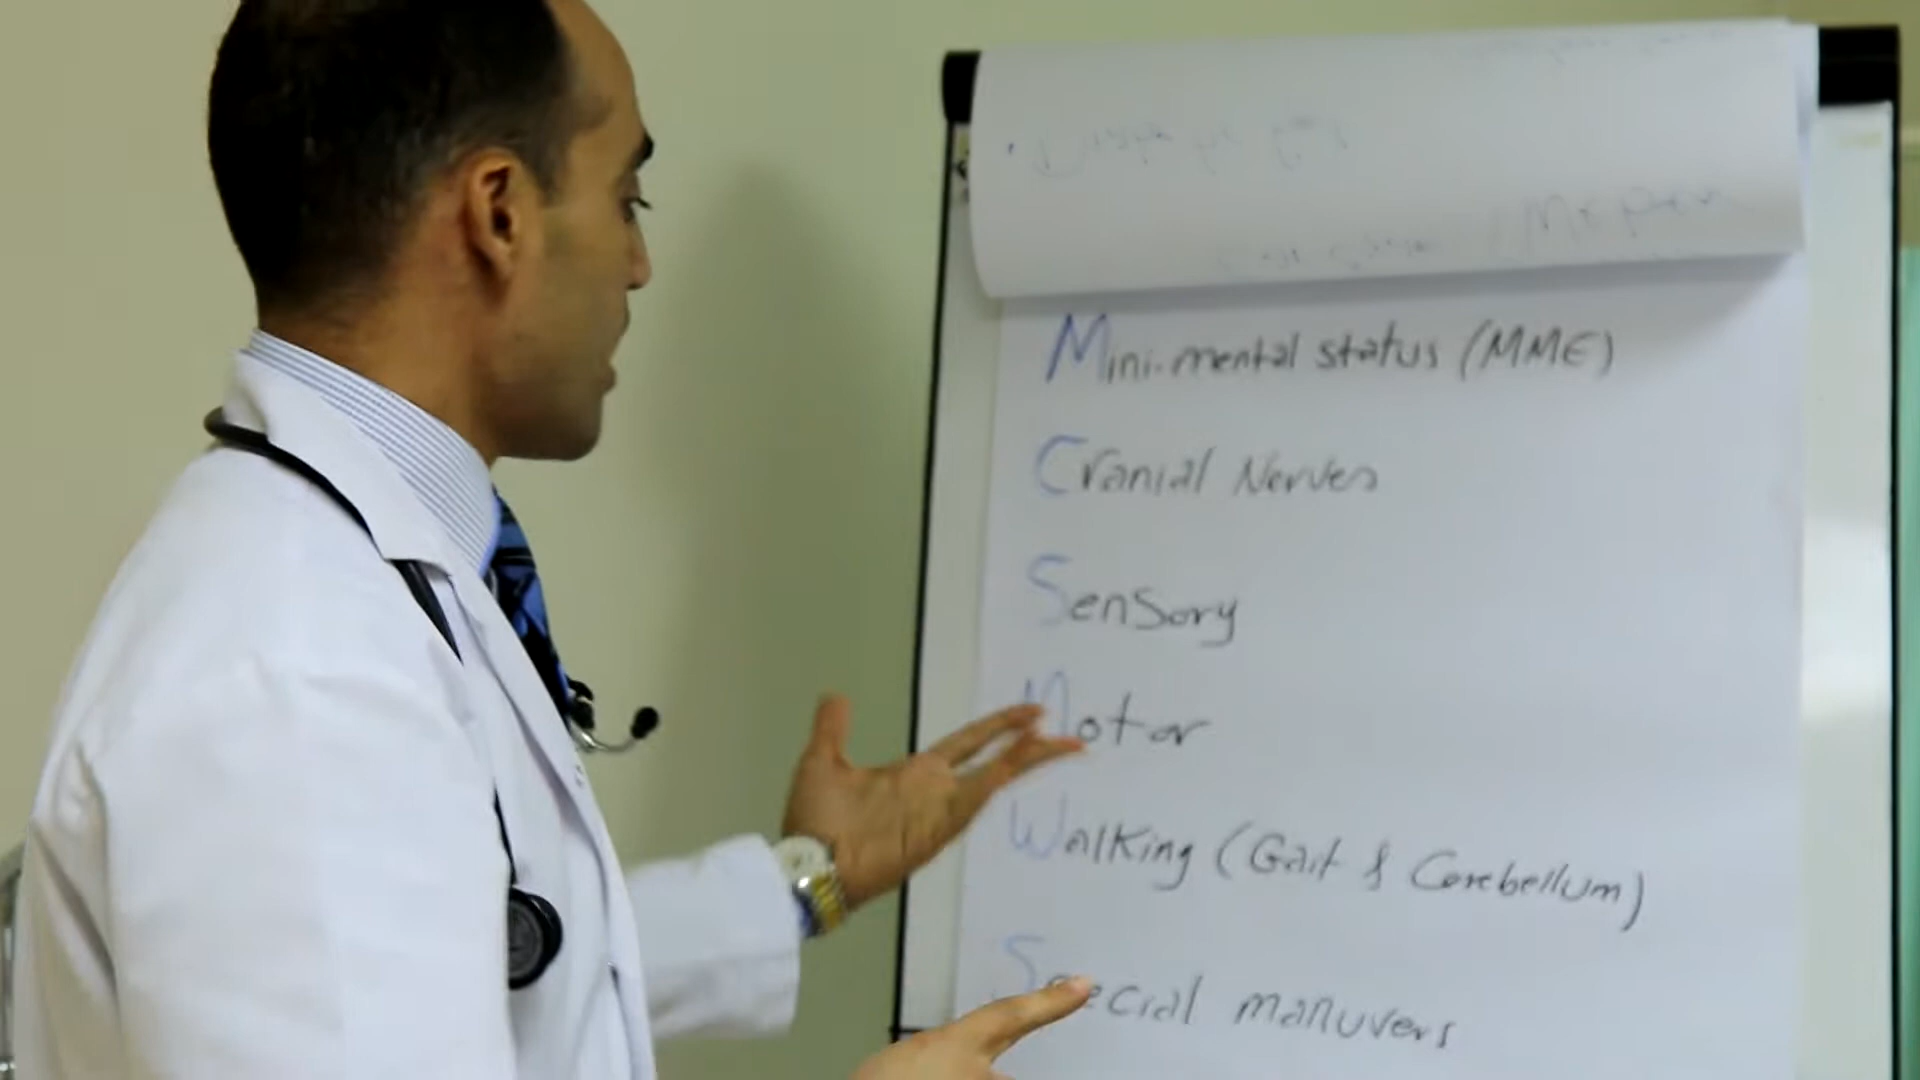 Mini-mental status (MME)
Cranial Nerves
Sensory
Motor
Walking (Gait & Cerebellum)
Special manuvers